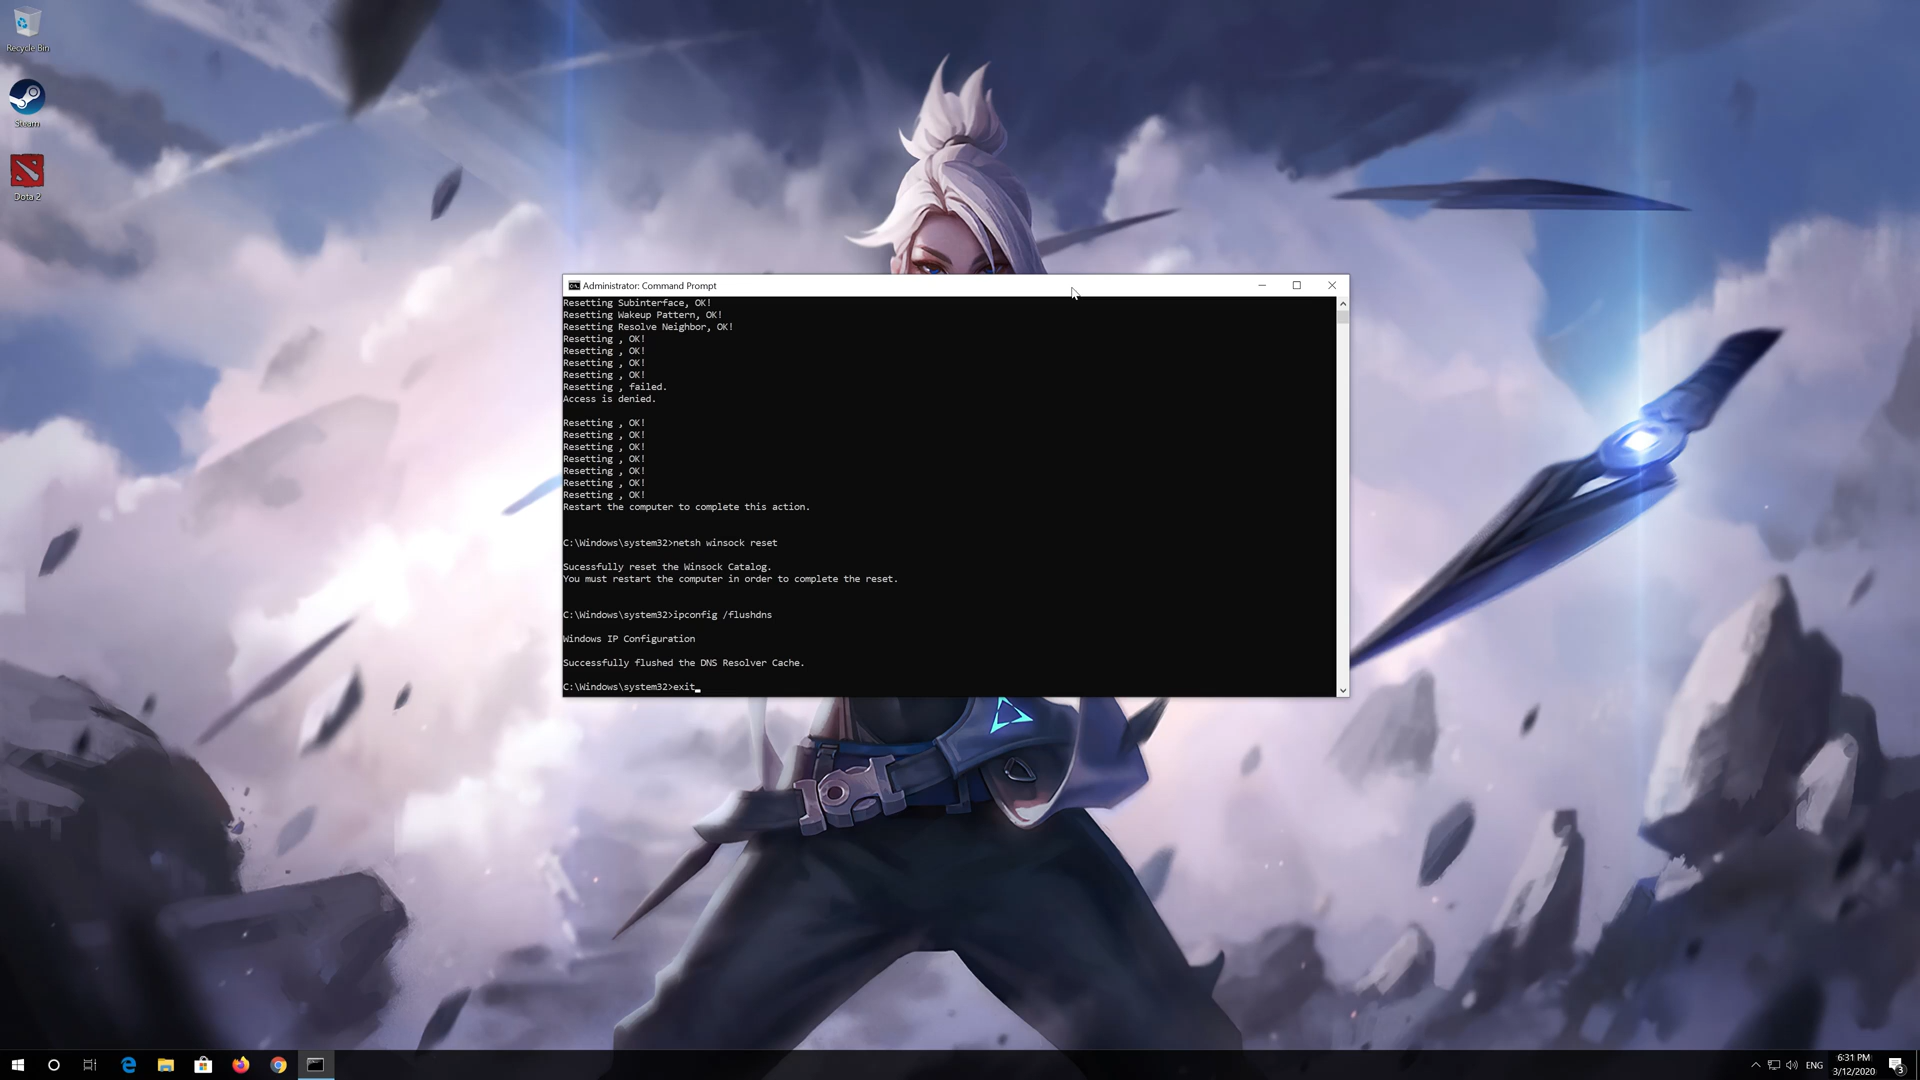 Recycle Bin
Steam
Dota 2
Administrator: Command Prompt
Resetting Subinterface, OK!
Resetting Wakeup Pattern, OK!
Resetting Resolve Neighbor, OK!
Resetting , OK!
Resetting , OK!
Resetting , OK!
Resetting , OK!
Resetting , failed.
Access is denied.
Resetting , OK!
Resetting , OK!
Resetting , OK!
Resetting , OK!
Resetting , OK!
Resetting , OK!
Resetting , OK!
Restart the computer to complete this action.
C:\Windows\system32>netsh winsock reset
Sucessfully reset the Winsock Catalog.
You must restart the computer in order to complete the reset.
C:\Windows\system32>ipconfig /flushdns
Windows IP Configuration
Successfully flushed the DNS Resolver Cache.
C:\Windows\system32>exit
ENG
6:31 PM
3/12/2020
3